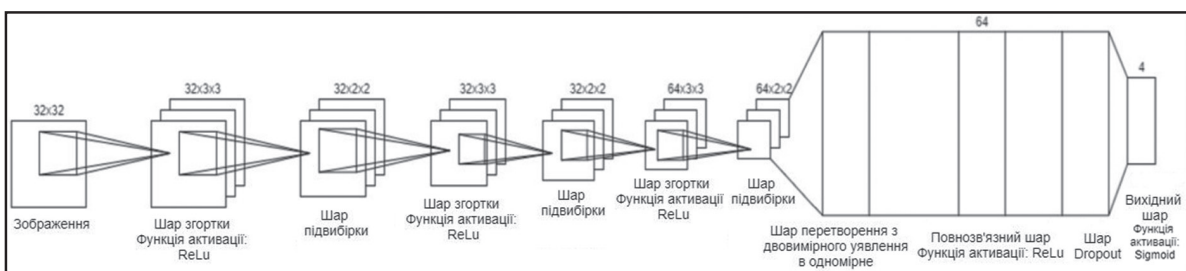 32x32
Зображення
32x3x3
Шар згортки
Функція активації:
ReLu
32x2x2
Шар
підвибірки
32x3x3
Шар згортки
Функція активації:
ReLu
32x2x2
Шар
підвибірки
64x3x3
Шар згортки
Функція активації
ReLu
64x2x2
Шар
підвибірки
Шар перетворення з
двовимірного уявлення
в одномірне
64
Повнозв'язний шар
Функція активації: ReLu
Шар
Dropout
4
Вихідний
шар
Функція
активації:
Sigmoid